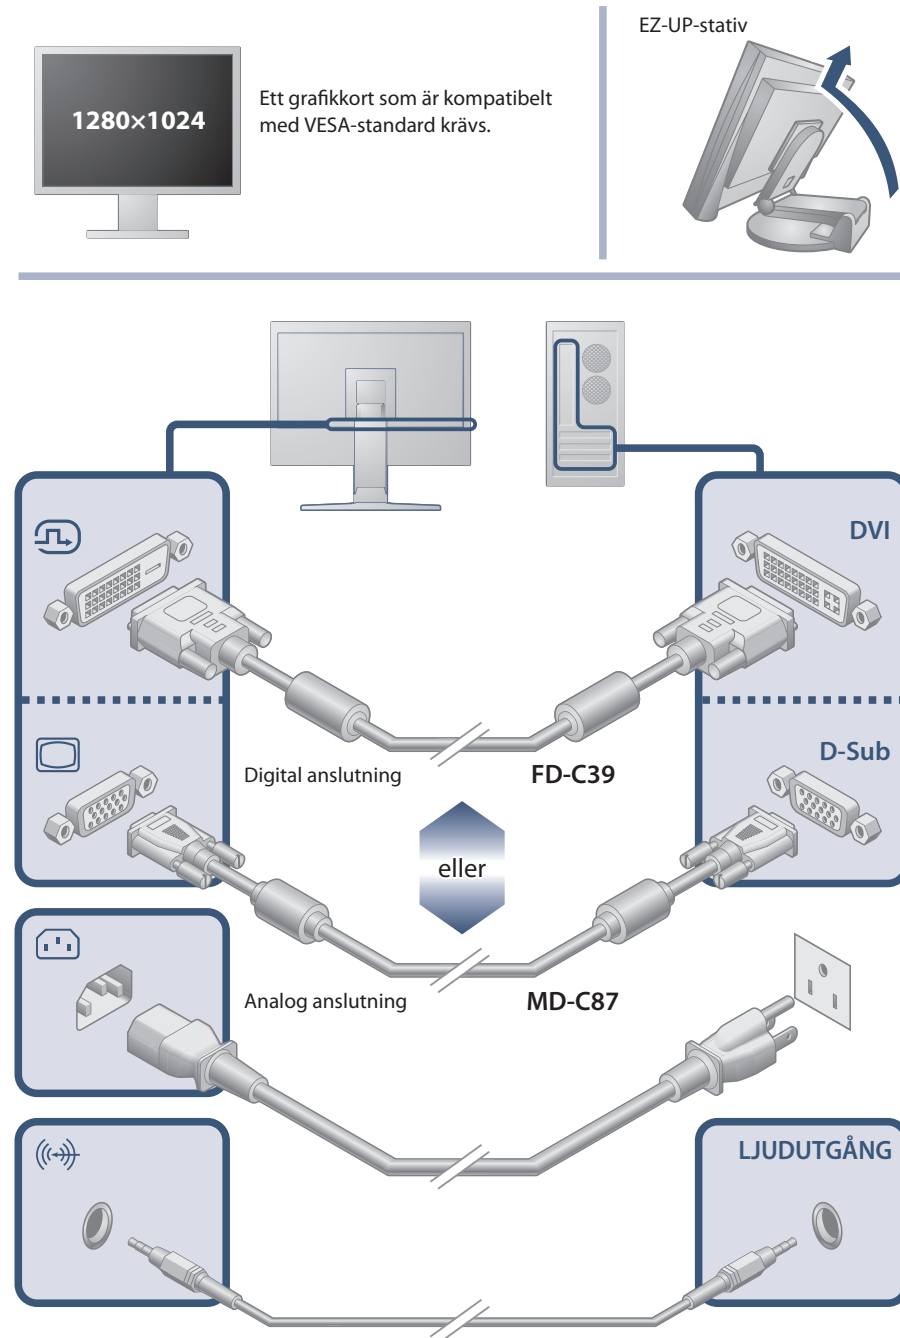 1280×1024
Ett grafikkort som är kompatibelt
med VESA-standard krävs.
EZ-UP-stativ
DVI
Digital anslutning
FD-C39
D-Sub
eller
Analog anslutning
MD-C87
LJUDUTGÅNG